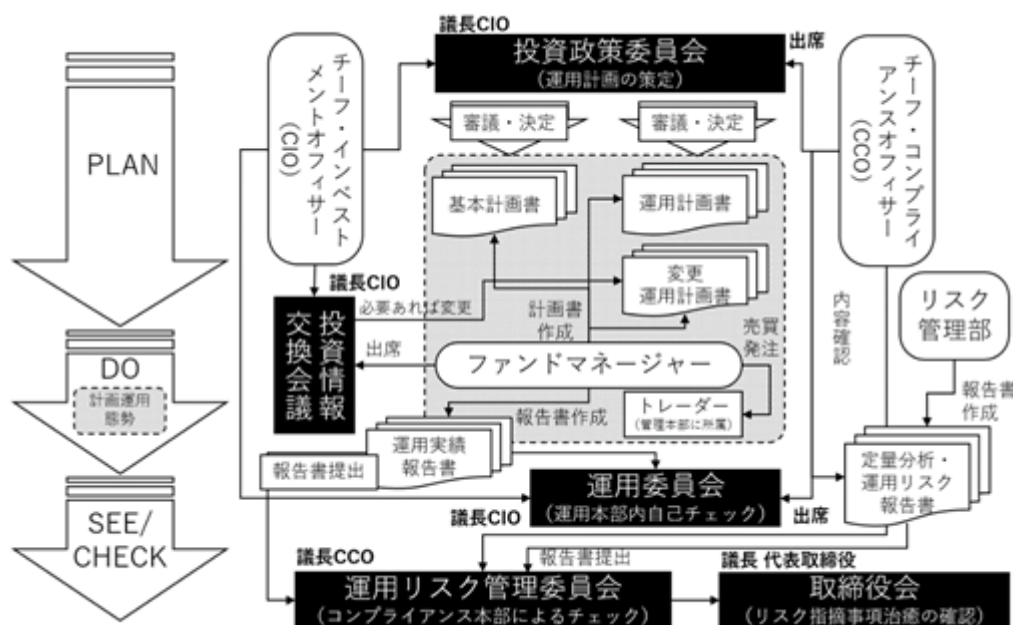 PLAN
DO
計画運用
態勢
SEE/
CHECK
チーフ・インベスト
メントオフィサー
(CIO)
議長CIO
投資政策委員会
(運用計画の策定)
出席
チーフ・コンプライ
アンスオフィサー
(CCO)
審議・決定
審議・決定
基本計画書
運用計画書
変更
運用計画書
議長CIO
投資情報
交換会議
必要あれば変更
計画書
作成
売買
発注
出席
ファンドマネージャー
内容確認
リスク
管理部
報告書
作成
報告書作成
トレーダー
(管理本部に所属)
運用実績
報告書
報告書提出
定量分析・
運用リスク
報告書
議長CIO
運用委員会
(運用本部内自己チェック)
出席
議長CCO
報告書提出
運用リスク管理委員会
(コンプライアンス本部によるチェック)
議長 代表取締役
取締役会
(リスク指摘事項治癒の確認)